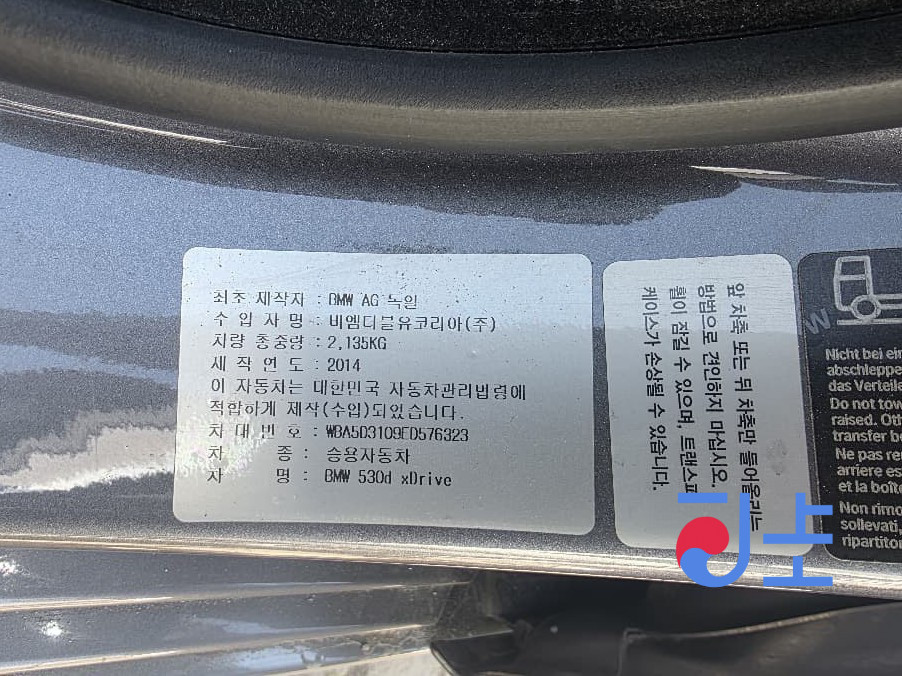 최초 제작자 : BMW AG 독일
수 입 자 명 : 비엠더블유코리아(주)
차량 총중량 : 2,135KG
제 작 연 도 : 2014
이 자동차는 대한민국 자동차관리법령에
적합하게 제작(수입)되었습니다.
차 대 번 호 : WBA5D3109ED576323
차 종 : 승용자동차
자 명 : BMW 530d xDrive
앞 차축 또는 뒤 차축만 들어올리는
방법으로 견인하지 마십시오.
휠이 잠길 수 있으며, 트랜스퍼
케이스가 손상될 수 있습니다.
W
Nicht bei ein
abschleppe
das Verteile
Do not tow
raised. Oth
transfer be
Ne pas rem
arriere es
et la boîte
Non rimo
sollevati,
ripartitor